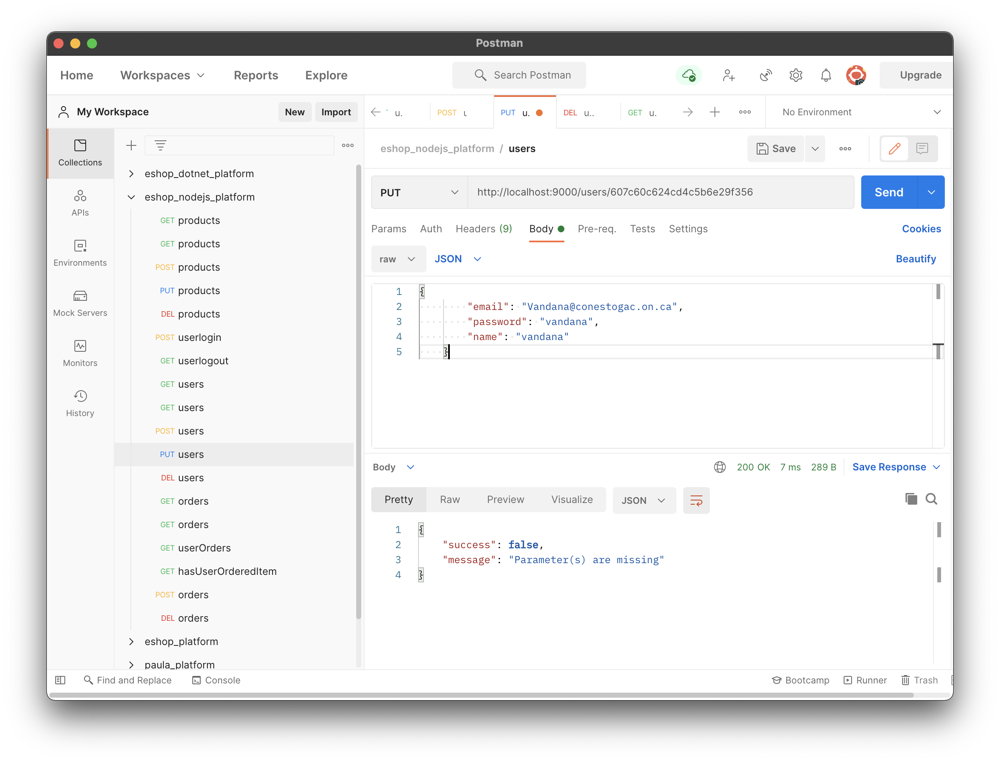 Postman
Home Workspaces Reports Explore Search Postman Upgrade
My Workspace New Import
u. POST PUT u. DEL u.. GET u. No Environment
Collections
APIs
Environments
Mock Servers
Monitors
History
eshop_dotnet_platform
eshop_nodejs_platform
GET products
GET products
POST products
PUT products
DEL products
POST userlogin
GET userlogout
GET users
GET users
POST users
PUT users
DEL users
GET orders
GET orders
GET userOrders
GET hasUserOrderedItem
POST orders
DEL orders
eshop_platform
paula_platform
eshop_nodejs_platform / users Save
PUT http://localhost:9000/users/607c60c624cd4c5b6e29f356 Send
Params Auth Headers (9) Body Pre-req. Tests Settings Cookies
raw JSON Beautify
1 {
2 "email": "Vandana@conestogac.on.ca",
3 "password": "vandana",
4 "name": "vandana"
5 }
Body 200 OK 7 ms 289 B Save Response
Pretty Raw Preview Visualize JSON
1 {
2 "success": false,
3 "message": "Parameter(s) are missing"
4 }
Find and Replace Console Bootcamp Runner Trash